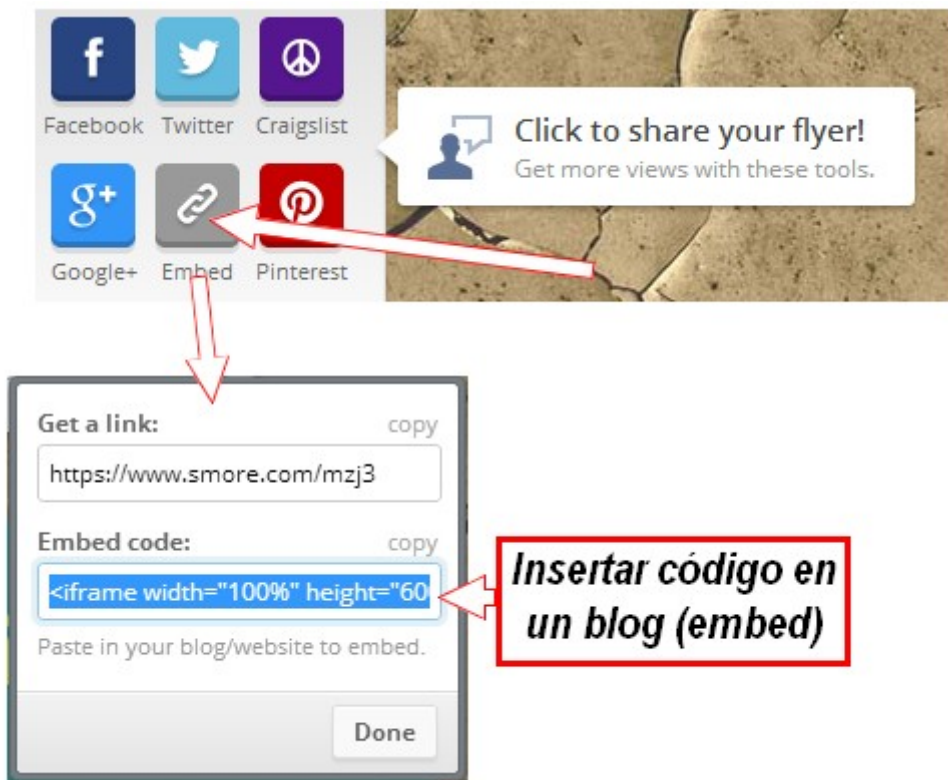 Facebook Twitter Craigslist
Click to share your flyer!
Get more views with these tools.
Google+ Embed Pinterest
Get a link: copy
https://www.smore.com/mzj3
Embed code: copy
<iframe width="100%" height="60
Paste in your blog/website to embed.
Done
Insertar código en
un blog (embed)